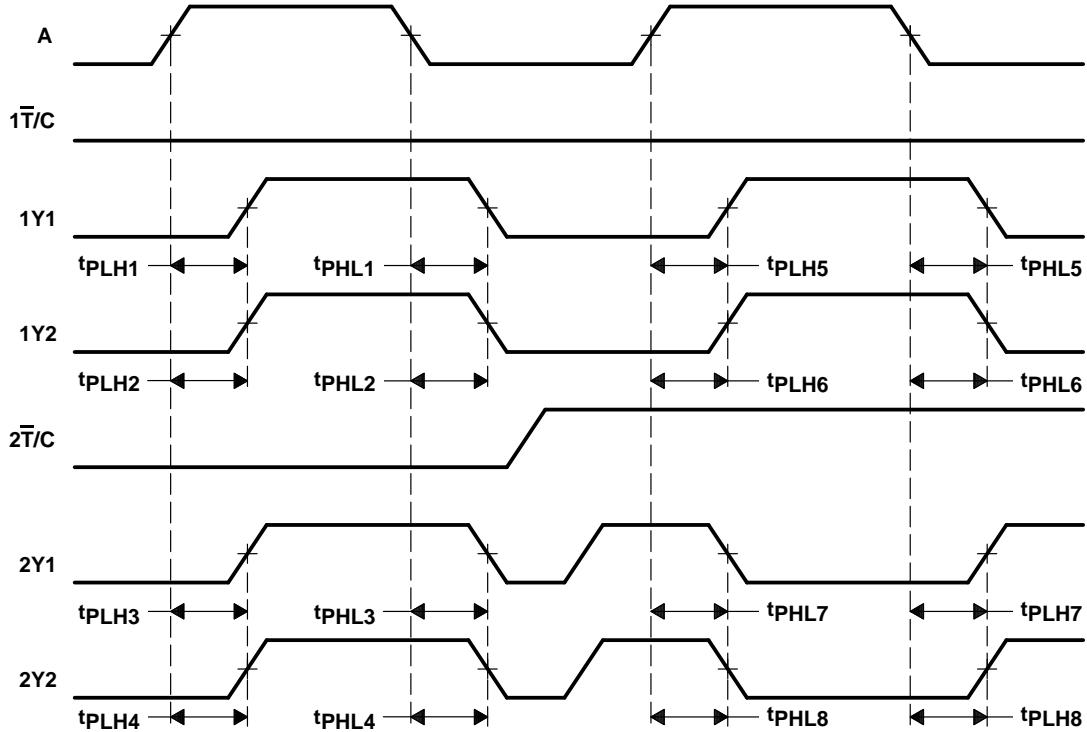 A
1T̅/C
1Y1
tPLH1 tPHL1 tPLH5 tPHL5
1Y2
tPLH2 tPHL2 tPLH6 tPHL6
2T̅/C
2Y1
tPLH3 tPHL3 tPHL7 tPLH7
2Y2
tPLH4 tPHL4 tPHL8 tPLH8